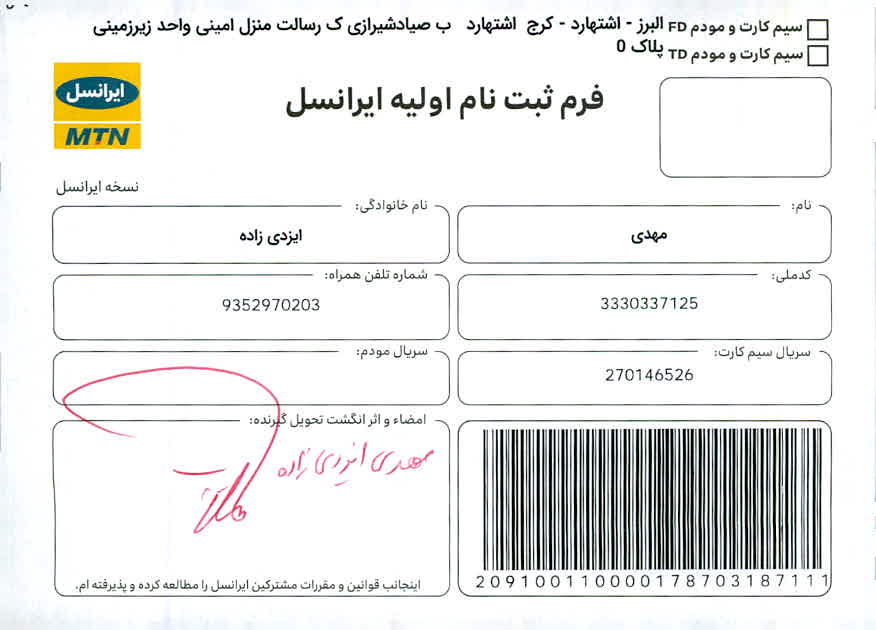 سیم کارت و مودم FD البرز - اشتهارد - کرج اشتهارد ب صیادشیرازی ک رسالت منزل امینی واحد زیرزمینی
سیم کارت و مودم TD پلاک 0
ایرانسل
MTN
فرم ثبت نام اولیه ایرانسل
نسخه ایرانسل
نام:
مهدی
نام خانوادگی:
ایزدی زاده
کدملی:
3330337125
شماره تلفن همراه:
9352970203
سریال سیم کارت:
270146526
سریال مودم:
امضاء و اثر انگشت تحویل گیرنده:
مهدی ایزدی زاده
209100110000178703187111
اینجانب قوانین و مقررات مشترکین ایرانسل را مطالعه کرده و پذیرفته ام.